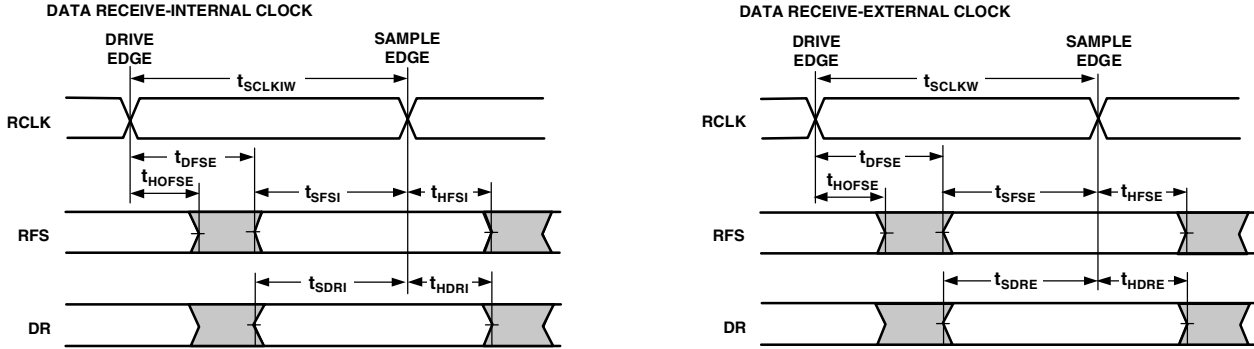 DATA RECEIVE-INTERNAL CLOCK
DRIVE
EDGE
SAMPLE
EDGE
tSCLKIW
RCLK
tDFSE
tHOFSE
tSFSI
tHFSI
RFS
tSDRI
tHDRI
DR
DATA RECEIVE-EXTERNAL CLOCK
DRIVE
EDGE
SAMPLE
EDGE
tSCLKW
RCLK
tDFSE
tHOFSE
tSFSE
tHFSE
RFS
tSDRE
tHDRE
DR